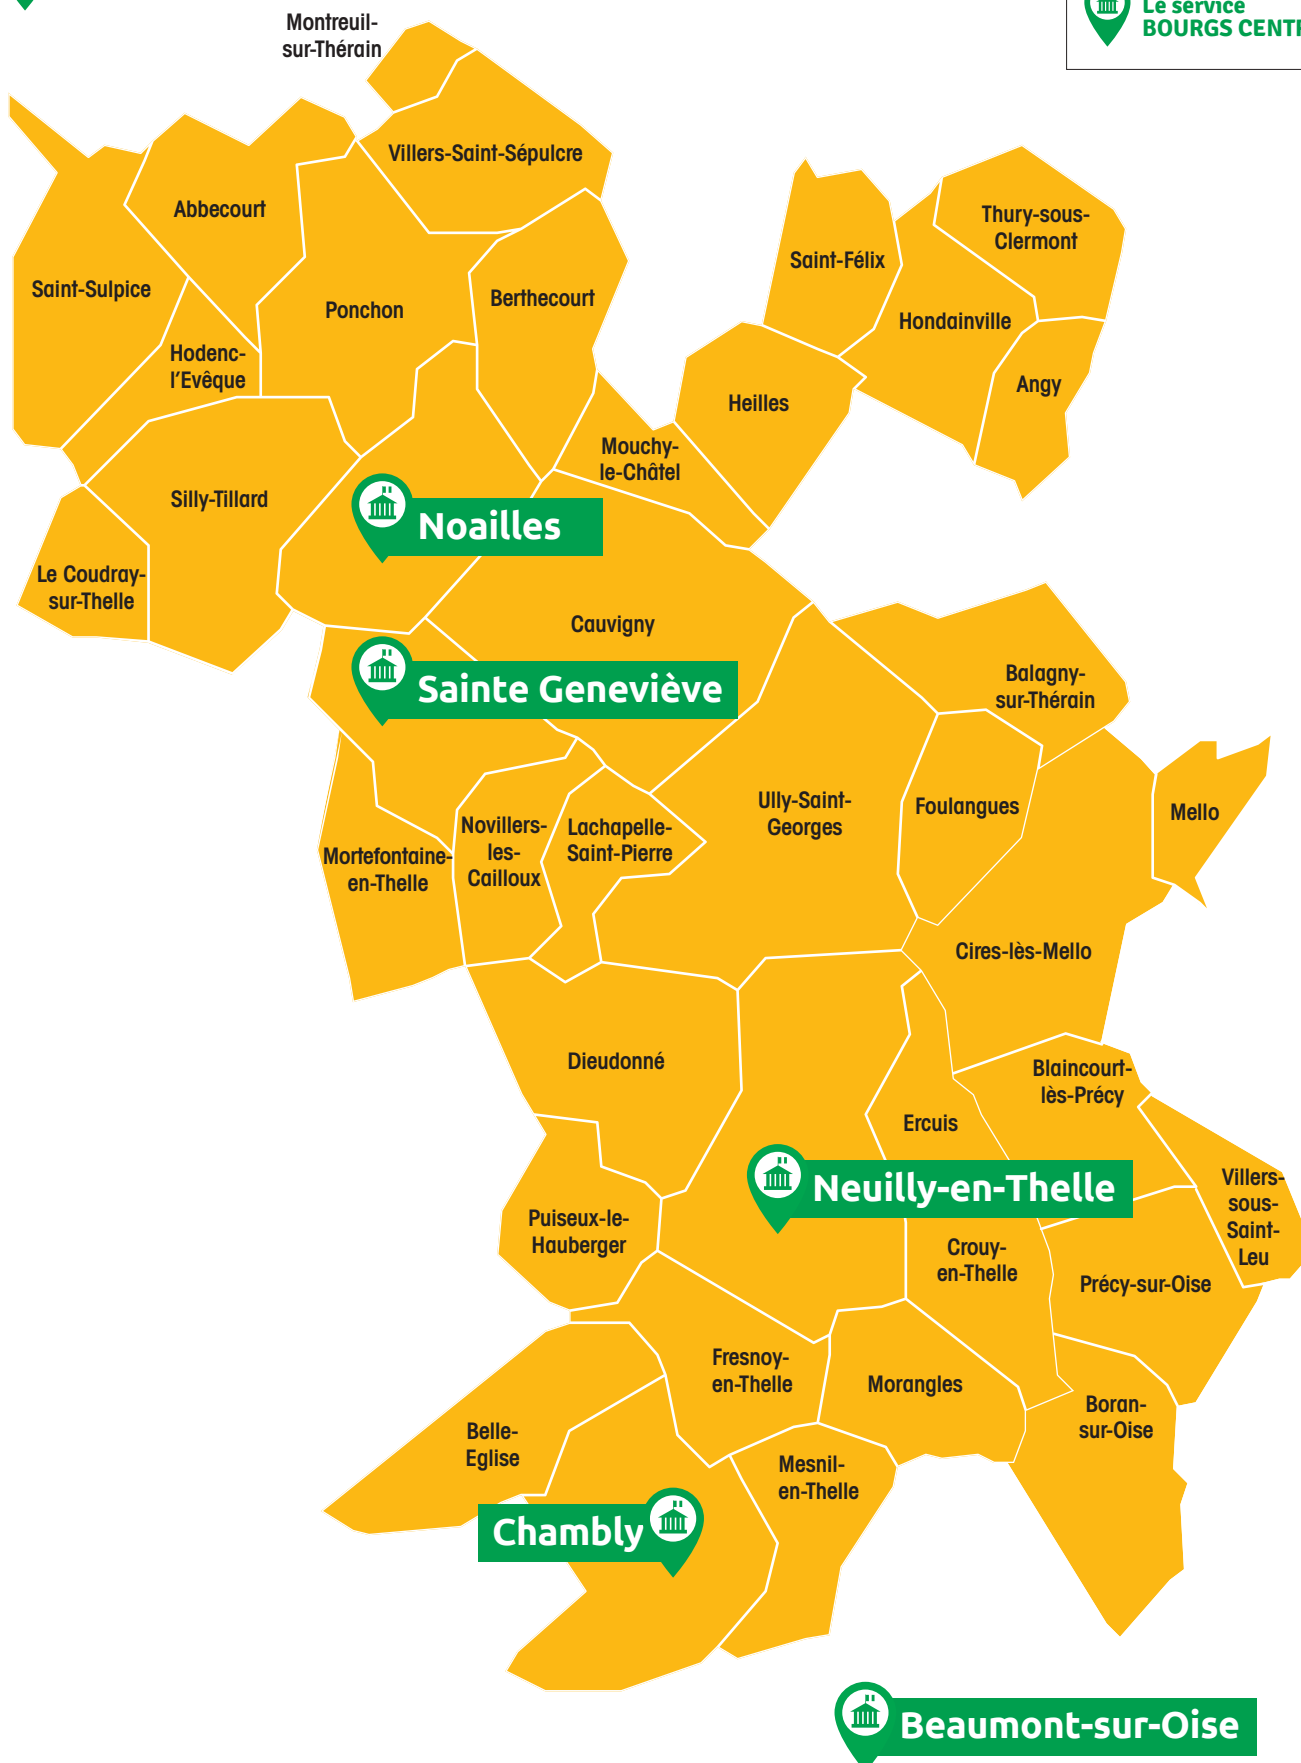 Le service
BOURGS CENTR
Montreuil-
sur-Thérain
Villers-Saint-Sépulcre
Abbecourt
Thury-sous-
Clermont
Saint-Félix
Saint-Sulpice
Berthecourt
Ponchon
Hondainville
Hodenc-
l'Evêque
Angy
Heilles
Mouchy-
le-Châtel
Silly-Tillard
Noailles
Le Coudray-
sur-Thelle
Cauvigny
Sainte Geneviève
Balagny-
sur-Thérain
Ully-Saint-
Georges
Foulangues
Mello
Novillers-
les-
Cailloux
Lachapelle-
Saint-Pierre
Mortefontaine-
en-Thelle
Cires-lès-Mello
Dieudonné
Blaincourt-
lès-Précy
Ercuis
Neuilly-en-Thelle
Villers-
sous-
Saint-
Leu
Puiseux-le-
Hauberger
Crouy-
en-Thelle
Précy-sur-Oise
Fresnoy-
en-Thelle
Morangles
Boran-
sur-Oise
Belle-
Eglise
Mesnil-
en-Thelle
Chambly
Beaumont-sur-Oise